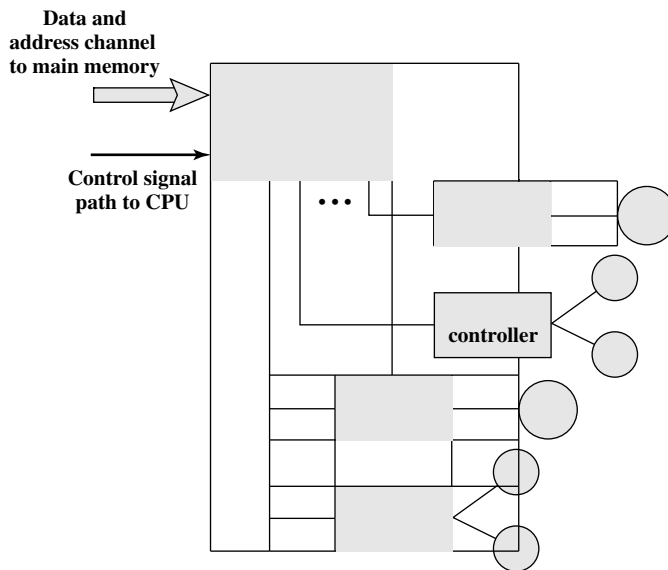 Data and
address channel
to main memory
Control signal
path to CPU
•••
controller